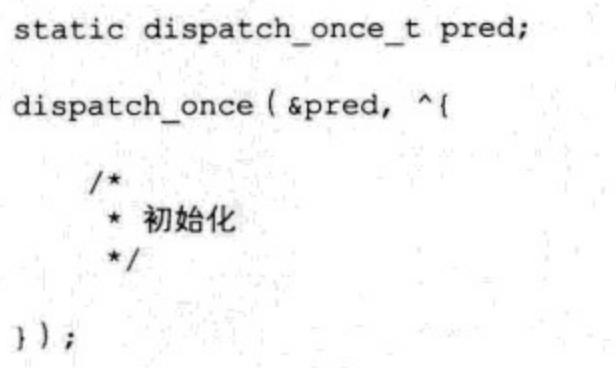 static dispatch_once_t pred;
dispatch_once ( &pred, ^{
/*
* 初始化
*/
} ) ;